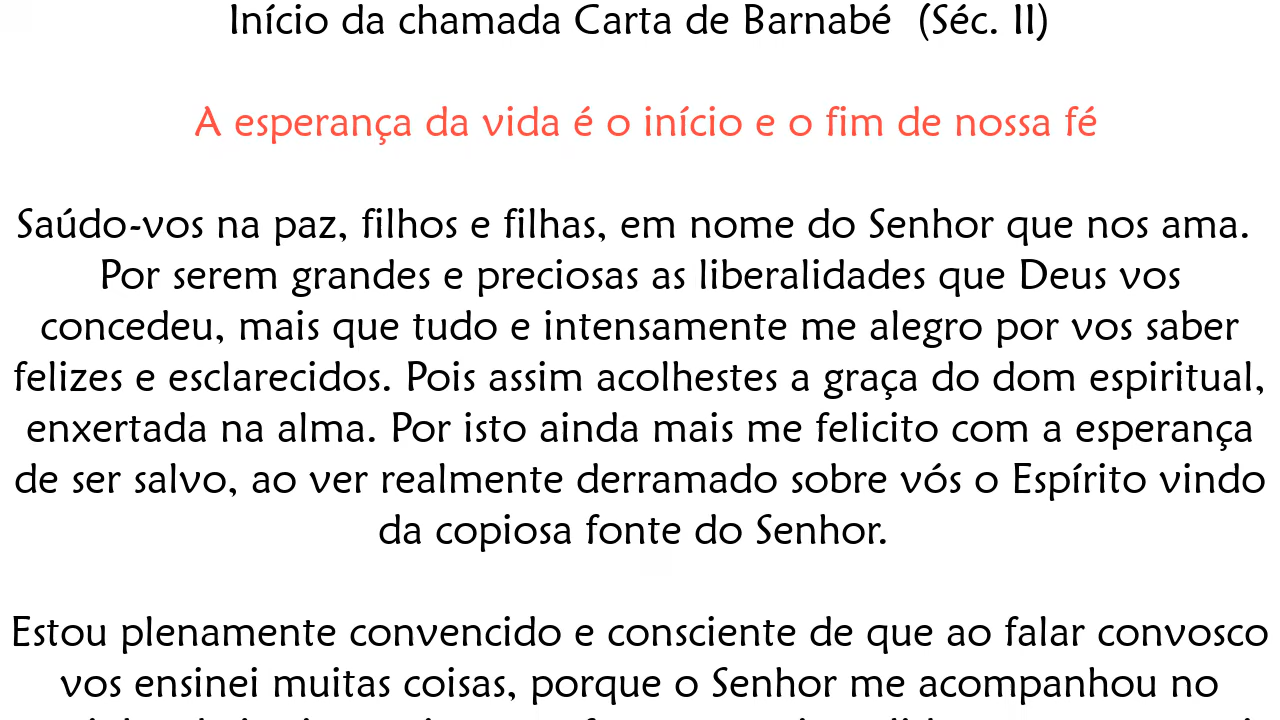 Início da chamada Carta de Barnabé (Séc. II)
A esperança da vida é o início e o fim de nossa fé
Saúdo-vos na paz, filhos e filhas, em nome do Senhor que nos ama.
Por serem grandes e preciosas as liberalidades que Deus vos
concedeu, mais que tudo e intensamente me alegro por vos saber
felizes e esclarecidos. Pois assim acolhestes a graça do dom espiritual,
enxertada na alma. Por isto ainda mais me felicito com a esperança
de ser salvo, ao ver realmente derramado sobre vós o Espírito vindo
da copiosa fonte do Senhor.
Estou plenamente convencido e consciente de que ao falar convosco
vos ensinei muitas coisas, porque o Senhor me acompanhou no